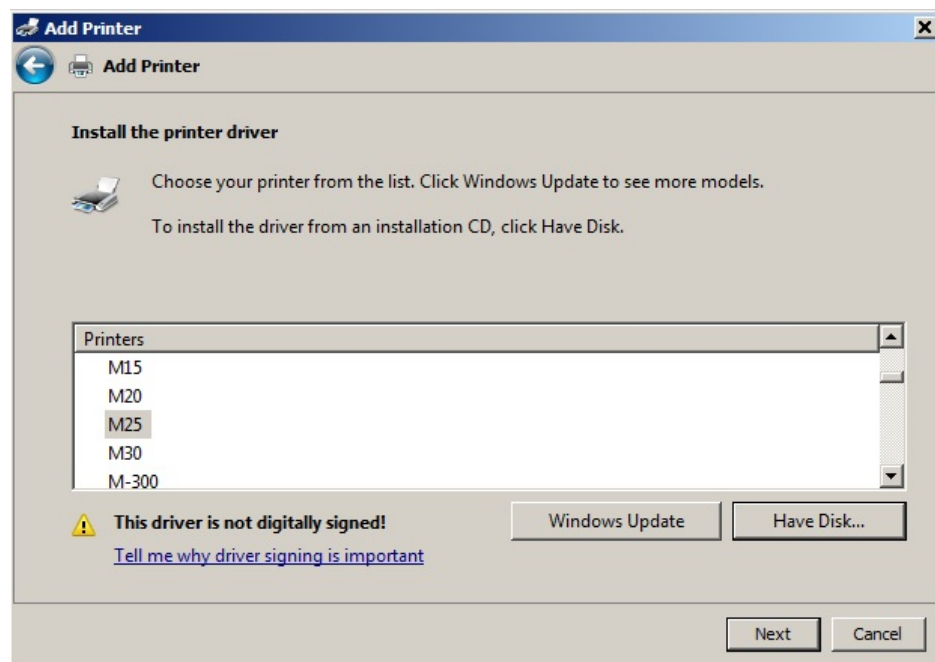 Add Printer
Add Printer
Install the printer driver
Choose your printer from the list. Click Windows Update to see more models.
To install the driver from an installation CD, click Have Disk.
Printers
M15
M20
M25
M30
M-300
This driver is not digitally signed!
Tell me why driver signing is important
Windows Update
Have Disk...
Next
Cancel